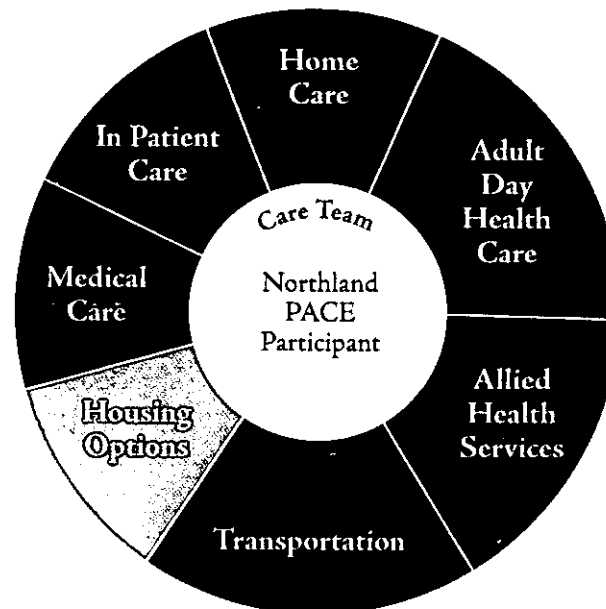 Home
Care
Adult
Day
Health
Care
Allied
Health
Services
Transportation
Housing
Options
Medical
Care
In Patient
Care
Care Team
Northland
PACE
Participant